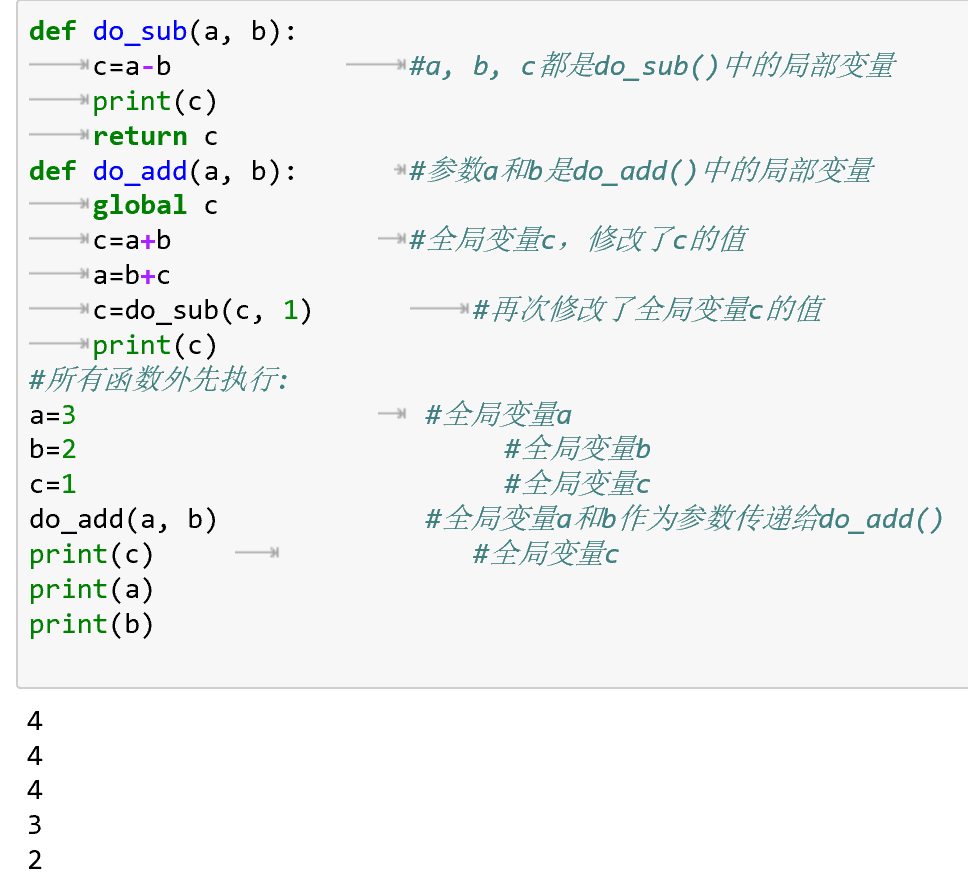 def do_sub(a, b):
c=a-b #a, b, c都是do_sub()中的局部变量
print(c)
return c
def do_add(a, b): #参数a和b是do_add()中的局部变量
global c
c=a+b #全局变量c，修改了c的值
a=b+c
c=do_sub(c, 1) #再次修改了全局变量c的值
print(c)
#所有函数外先执行:
a=3 #全局变量a
b=2 #全局变量b
c=1 #全局变量c
do_add(a, b) #全局变量a和b作为参数传递给do_add()
print(c) #全局变量c
print(a)
print(b)
4
4
4
3
2